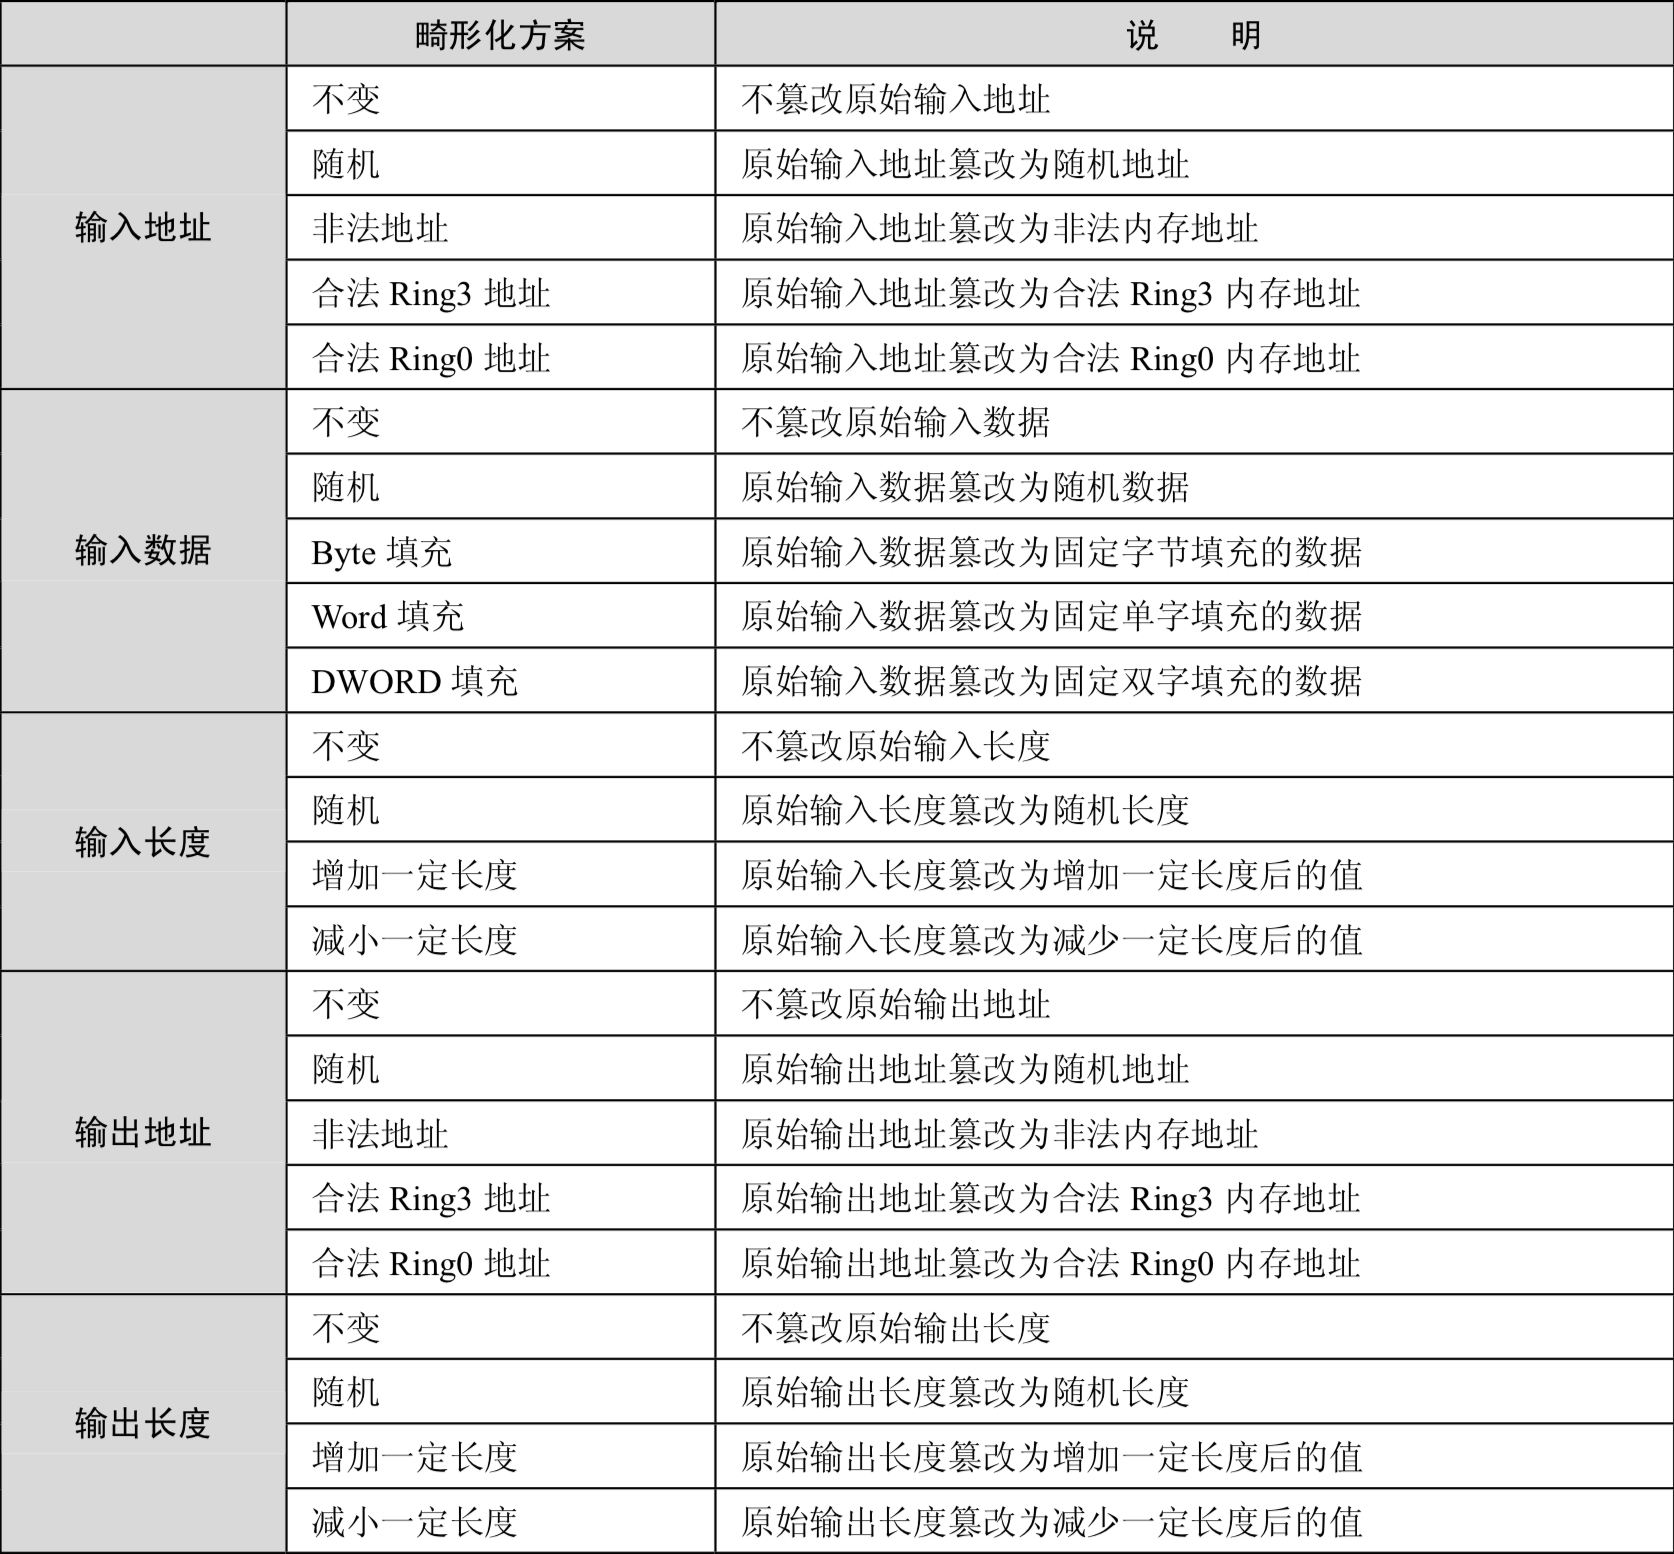 畸形化方案 说 明
输入地址
不变 不篡改原始输入地址
随机 原始输入地址篡改为随机地址
非法地址 原始输入地址篡改为非法内存地址
合法 Ring3 地址 原始输入地址篡改为合法 Ring3 内存地址
合法 Ring0 地址 原始输入地址篡改为合法 Ring0 内存地址
输入数据
不变 不篡改原始输入数据
随机 原始输入数据篡改为随机数据
Byte 填充 原始输入数据篡改为固定字节填充的数据
Word 填充 原始输入数据篡改为固定单字填充的数据
DWORD 填充 原始输入数据篡改为固定双字填充的数据
输入长度
不变 不篡改原始输入长度
随机 原始输入长度篡改为随机长度
增加一定长度 原始输入长度篡改为增加一定长度后的值
减小一定长度 原始输入长度篡改为减少一定长度后的值
输出地址
不变 不篡改原始输出地址
随机 原始输出地址篡改为随机地址
非法地址 原始输出地址篡改为非法内存地址
合法 Ring3 地址 原始输出地址篡改为合法 Ring3 内存地址
合法 Ring0 地址 原始输出地址篡改为合法 Ring0 内存地址
输出长度
不变 不篡改原始输出长度
随机 原始输出长度篡改为随机长度
增加一定长度 原始输出长度篡改为增加一定长度后的值
减小一定长度 原始输出长度篡改为减少一定长度后的值